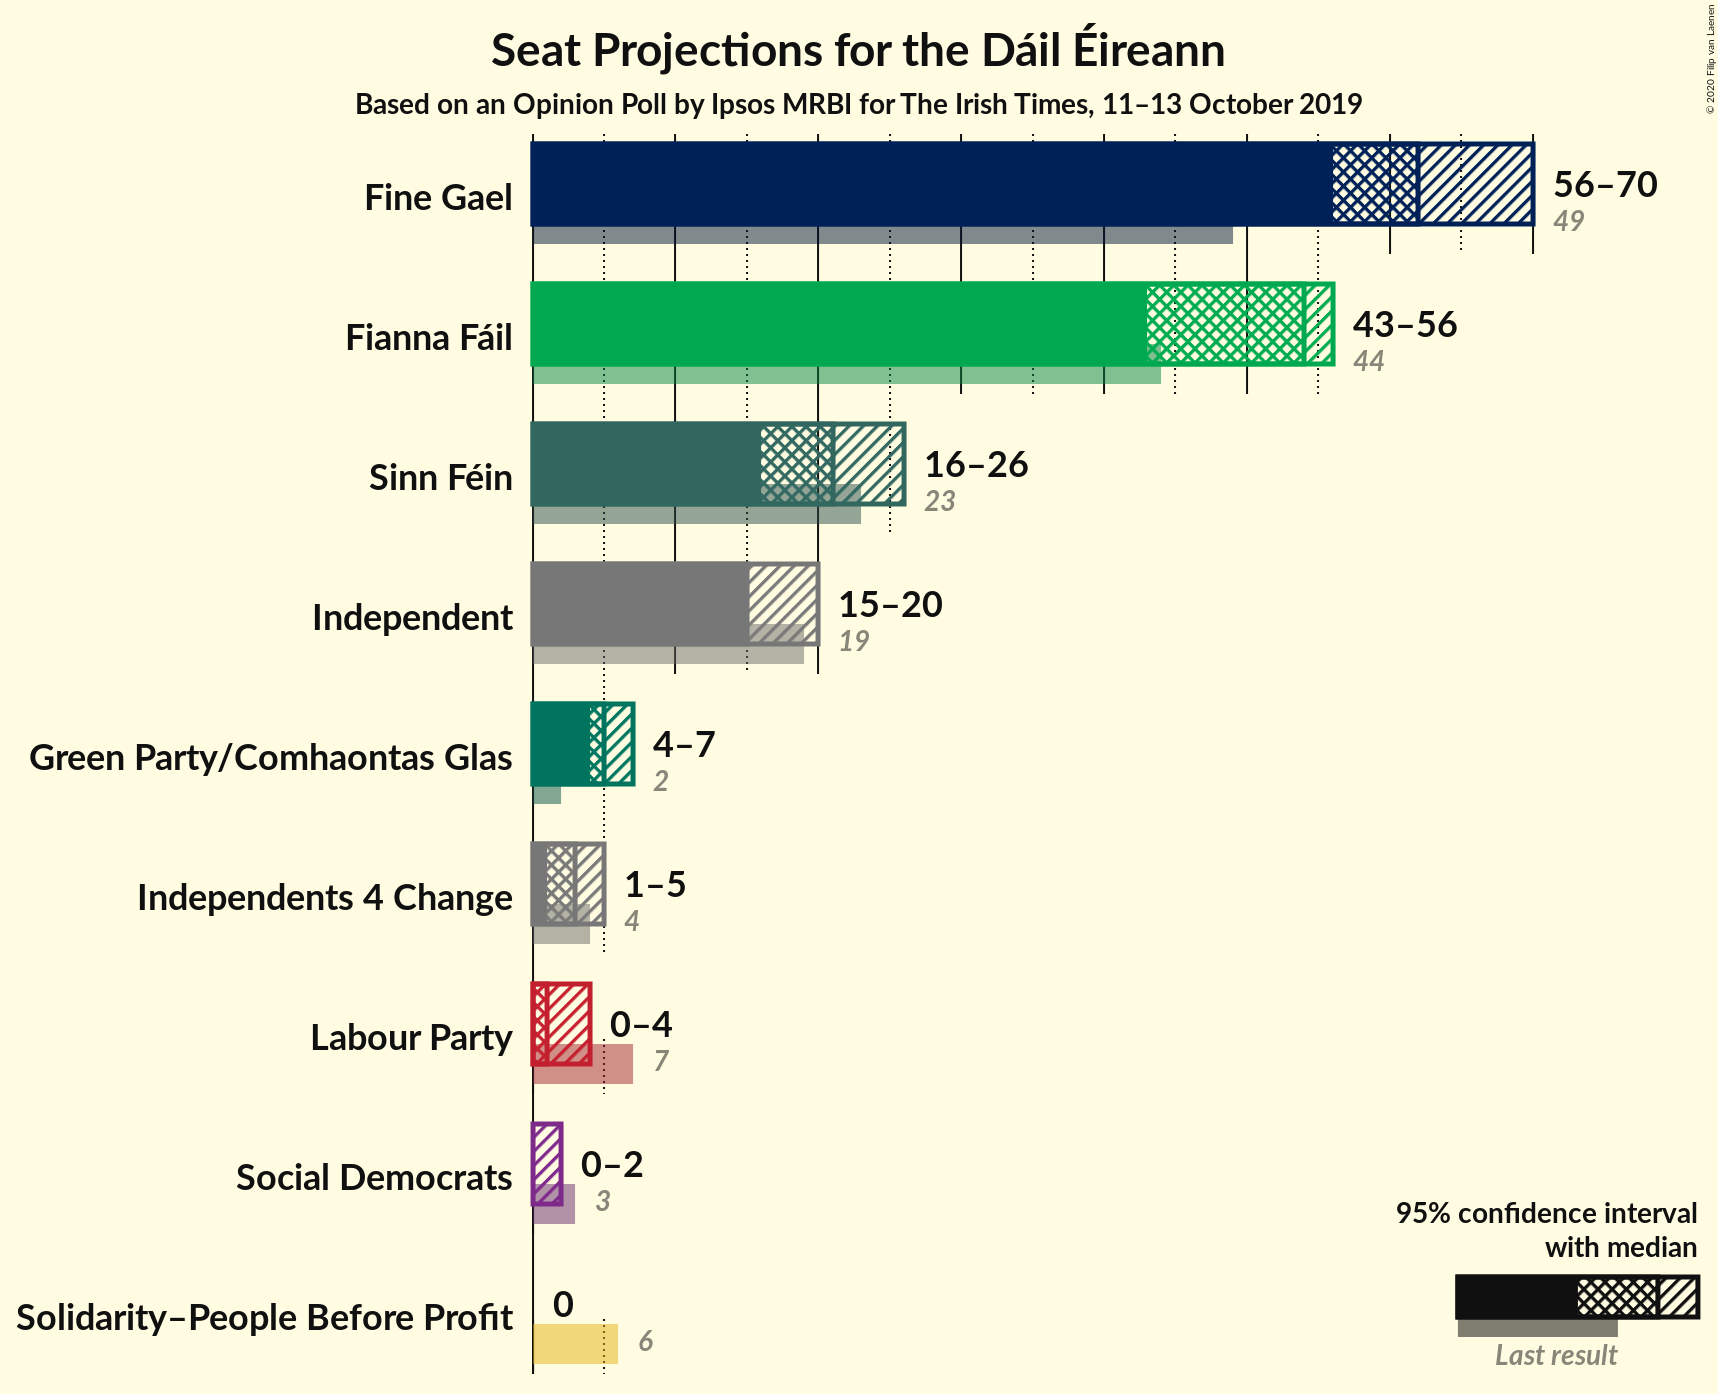 Seat Projections for the Dáil Éireann
Based on an Opinion Poll by Ipsos MRBI for The Irish Times, 11–13 October 2019
© 2020 Filip van Laenen
Fine Gael
56–70
49
Fianna Fáil
43–56
44
Sinn Féin
16–26
23
Independent
15–20
19
Green Party/Comhaontas Glas
4–7
2
Independents 4 Change
1–5
4
Labour Party
0–4
7
Social Democrats
0–2
3
Solidarity–People Before Profit
0
6
95% confidence interval
with median
Last result